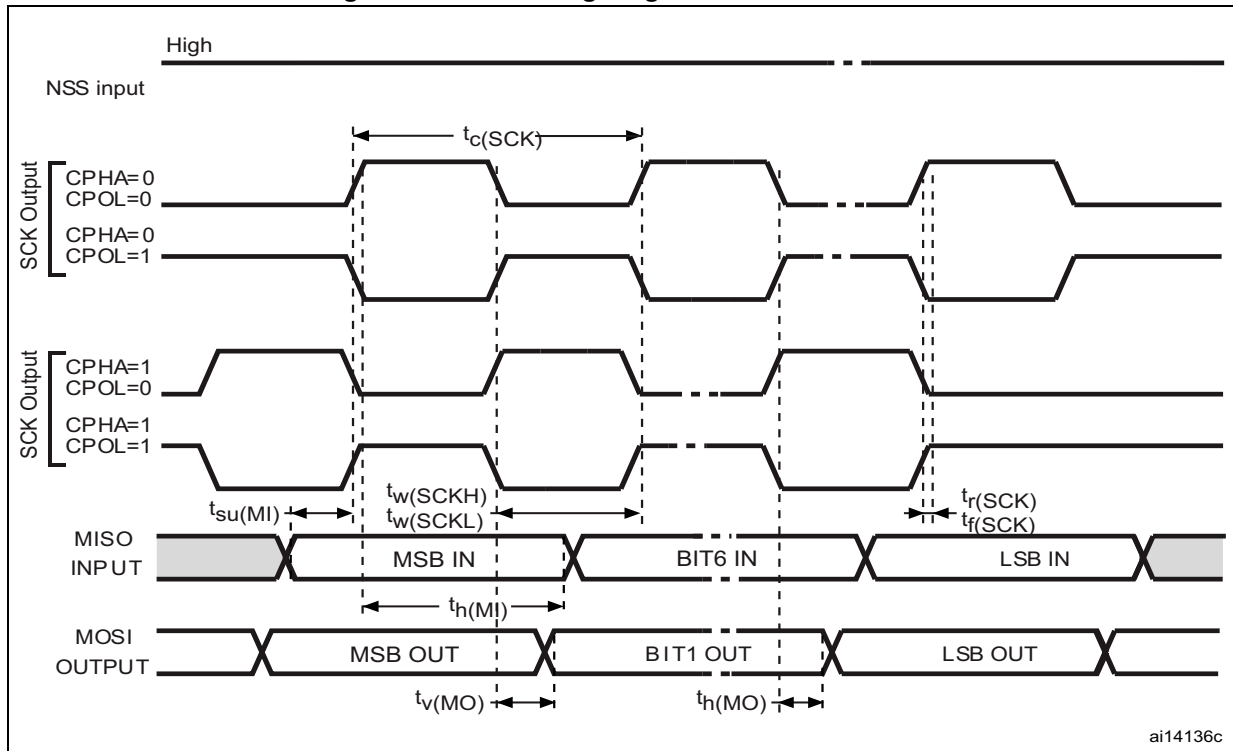 High
NSS input
tc(SCK)
SCK Output
CPHA=0
CPOL=0
CPHA=0
CPOL=1
SCK Output
CPHA=1
CPOL=0
CPHA=1
CPOL=1
tsu(MI)
tw(SCKH)
tw(SCKL)
tr(SCK)
tf(SCK)
MISO
INPUT
MSB IN
BIT6 IN
LSB IN
th(MI)
MOSI
OUTPUT
MSB OUT
BIT1 OUT
LSB OUT
tv(MO)
th(MO)
ai14136c